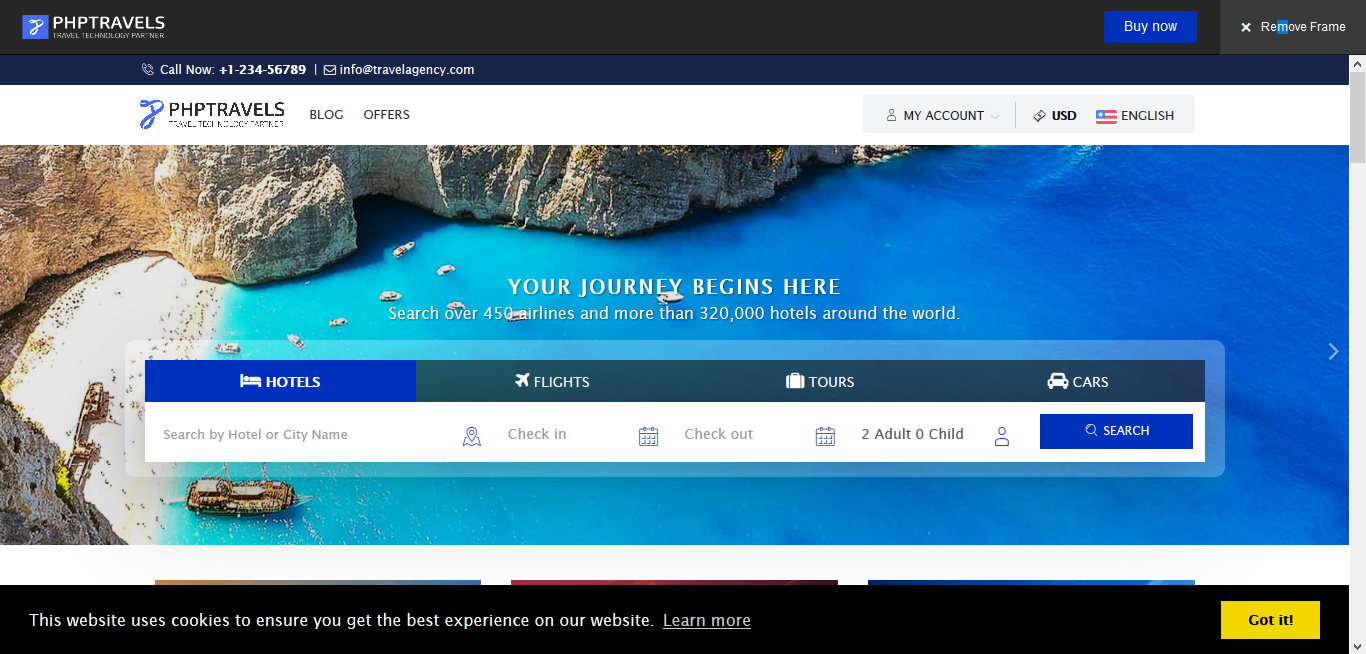 PHPTRAVELS
TRAVEL TECHNOLOGY PARTNER
Buy now
Remove Frame
Call Now: +1-234-56789 | info@travelagency.com
PHPTRAVELS
TRAVEL TECHNOLOGY PARTNER
BLOG OFFERS
MY ACCOUNT
USD
ENGLISH
YOUR JOURNEY BEGINS HERE
Search over 450 airlines and more than 320,000 hotels around the world.
HOTELS FLIGHTS TOURS CARS
Search by Hotel or City Name Check in Check out 2 Adult 0 Child SEARCH
This website uses cookies to ensure you get the best experience on our website. Learn more
Got it!